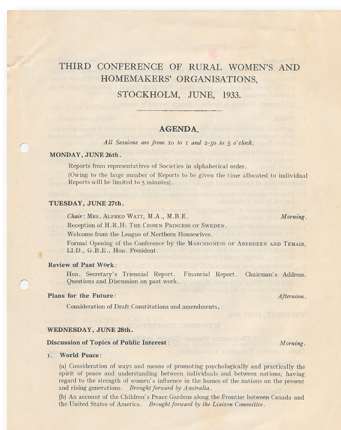 THIRD CONFERENCE OF RURAL WOMEN'S AND
HOMEMAKERS' ORGANISATIONS,
STOCKHOLM, JUNE, 1933.
AGENDA.
All Sessions are from 10 to 1 and 2-30 to 5 o'clock.
MONDAY, JUNE 26th.
Reports from representatives of Societies in alphabetical order.
(Owing to the large number of Reports to be given the time allocated to individual
Reports will be limited to 5 minutes).
TUESDAY, JUNE 27th.
Chair: MRS. ALFRED WATT, M.A., M.B.E. Morning.
Reception of H.R.H. THE CROWN PRINCESS OF SWEDEN.
Welcome from the League of Northern Housewives.
Formal Opening of the Conference by the MARCHIONESS OF ABERDEEN AND TEMAIR,
LL.D., G.B.E., Hon. President.
Review of Past Work:
Hon. Secretary's Triennial Report. Financial Report. Chairman's Address.
Questions and Discussion on past work.
Plans for the Future: Afternoon.
Consideration of Draft Constitutions and amendments.
WEDNESDAY, JUNE 28th.
Discussion of Topics of Public Interest: Morning.
1. World Peace:
(a) Consideration of ways and means of promoting psychologically and practically the
spirit of peace and understanding between individuals and between nations, having
regard to the strength of women's influence in the homes of the nations on the present
and rising generations. Brought forward by Australia.
(b) An account of the Children's Peace Gardens along the Frontier between Canada and
the United States of America. Brought forward by the Liaison Committee.